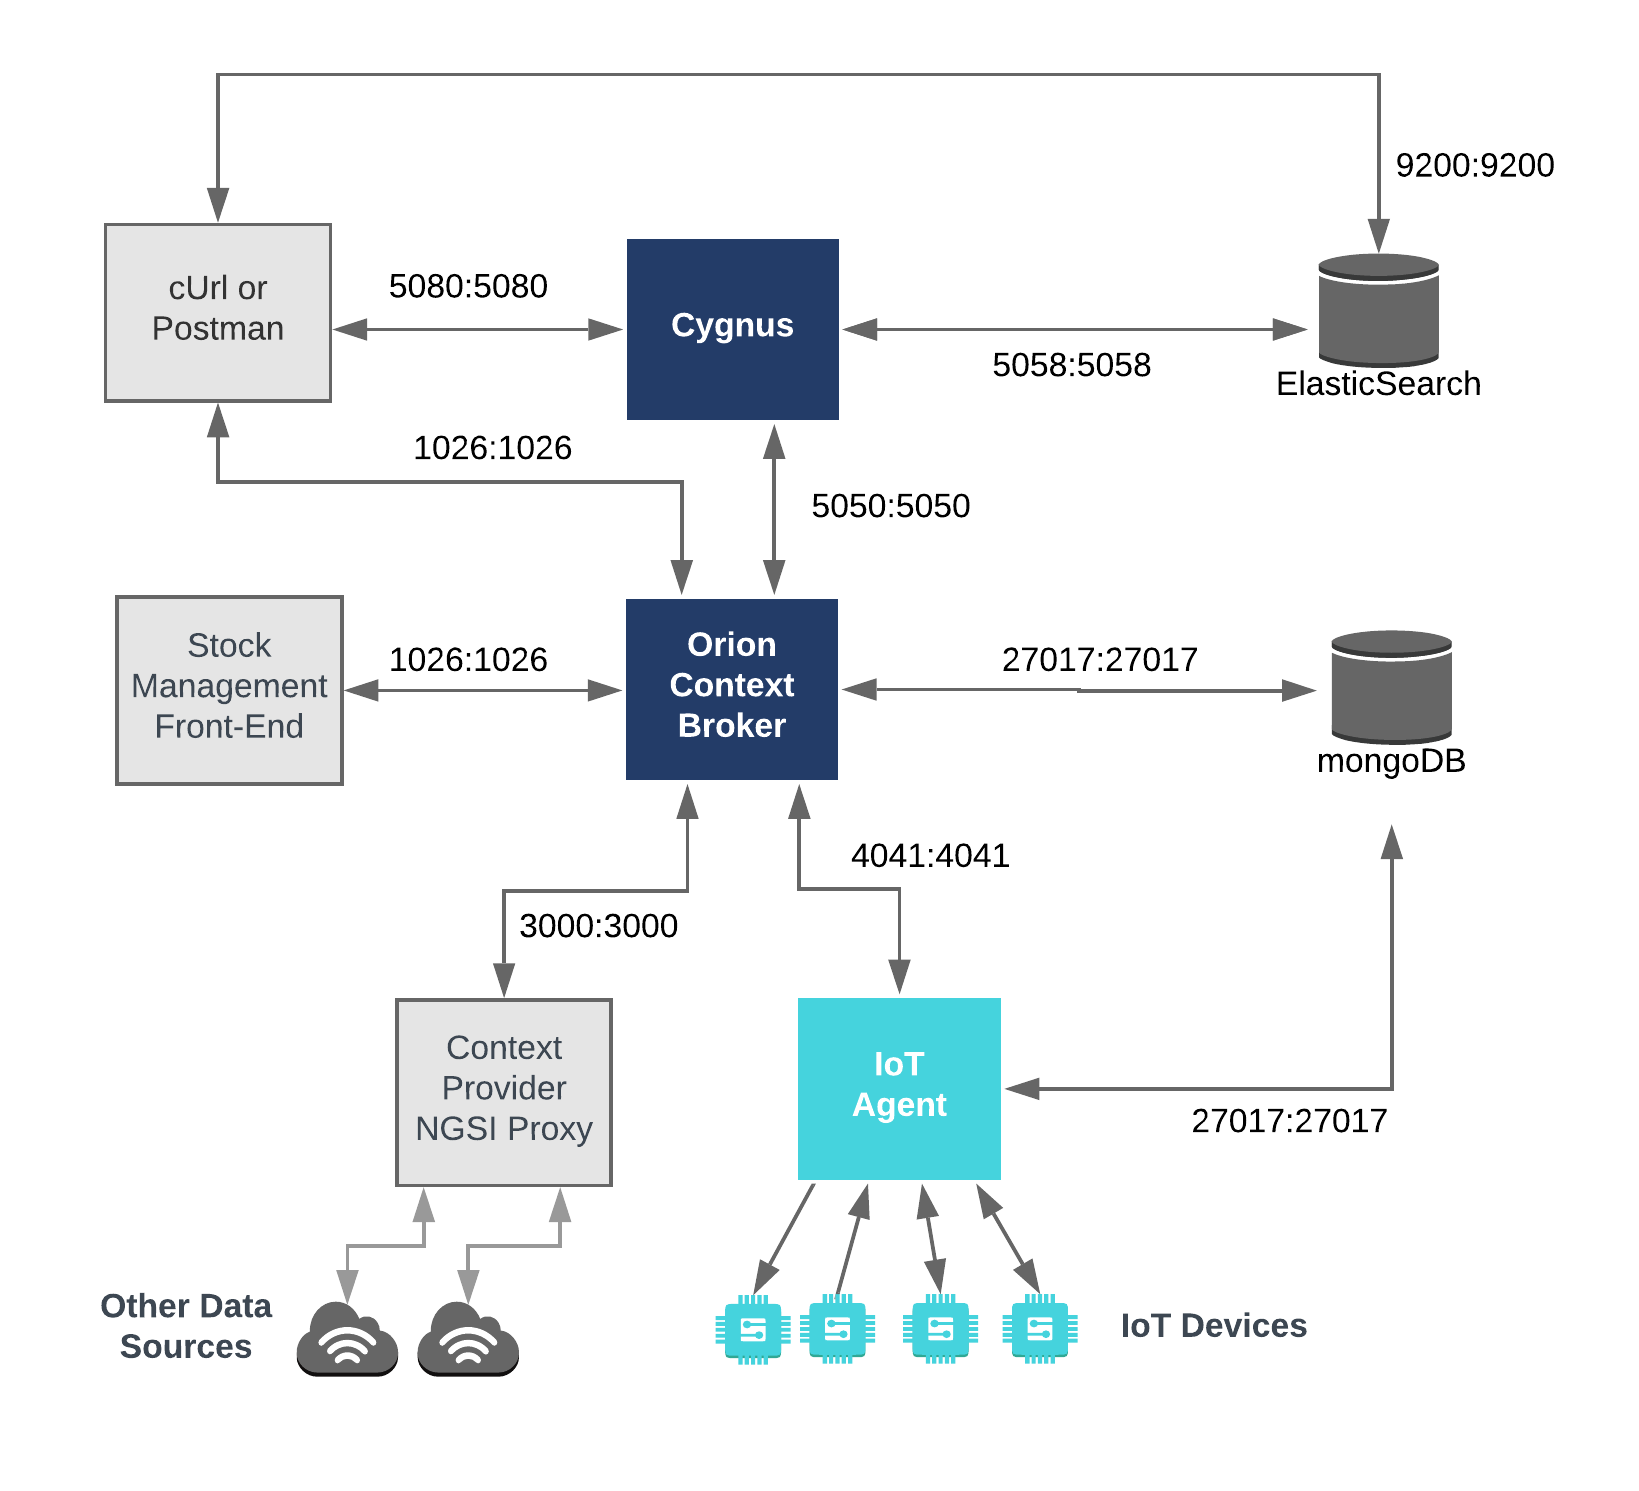 9200:9200
cUrl or
Postman
5080:5080
Cygnus
5058:5058
ElasticSearch
1026:1026
5050:5050
Stock
Management
Front-End
1026:1026
Orion
Context
Broker
27017:27017
mongoDB
4041:4041
3000:3000
Context
Provider
NGSI Proxy
IoT
Agent
27017:27017
Other Data
Sources
IoT Devices